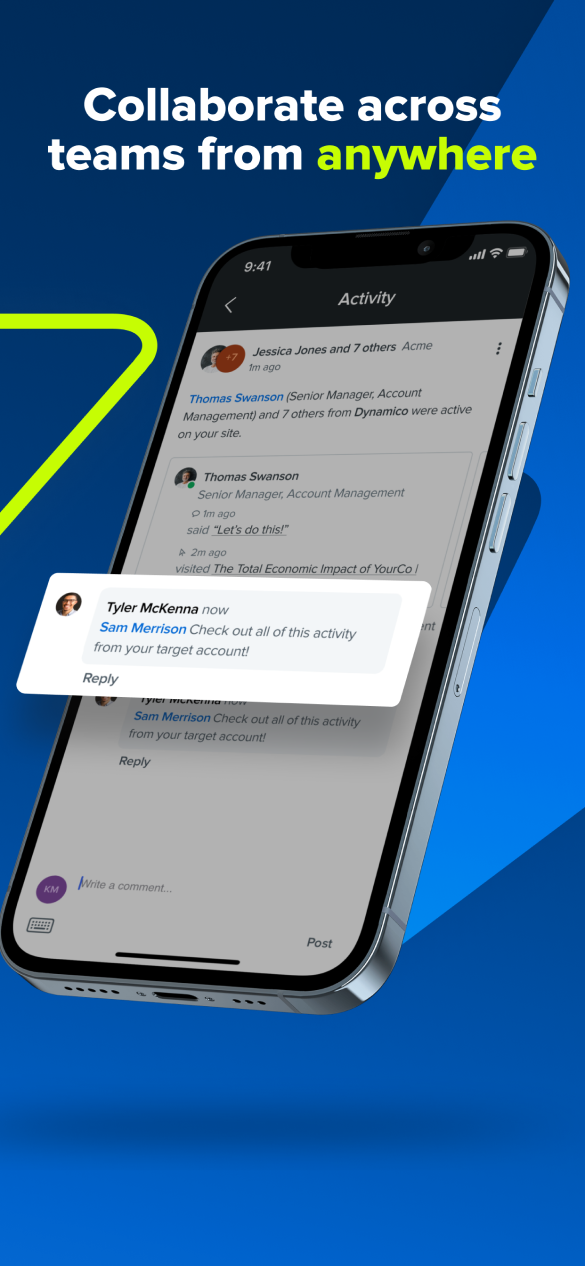 Collaborate across
teams from anywhere
9:41
Activity
+7
Jessica Jones and 7 others Acme
1m ago
Thomas Swanson (Senior Manager, Account
Management) and 7 others from Dynamico were active
on your site.
Thomas Swanson
Senior Manager, Account Management
1m ago
said “Let’s do this!”
2m ago
visited The Total Economic Impact of YourCo |
Tyler McKenna now
Sam Merrison Check out all of this activity
from your target account!
Reply
Tyler McKenna now
Sam Merrison Check out all of this activity
from your target account!
Reply
KM
Write a comment...
Post